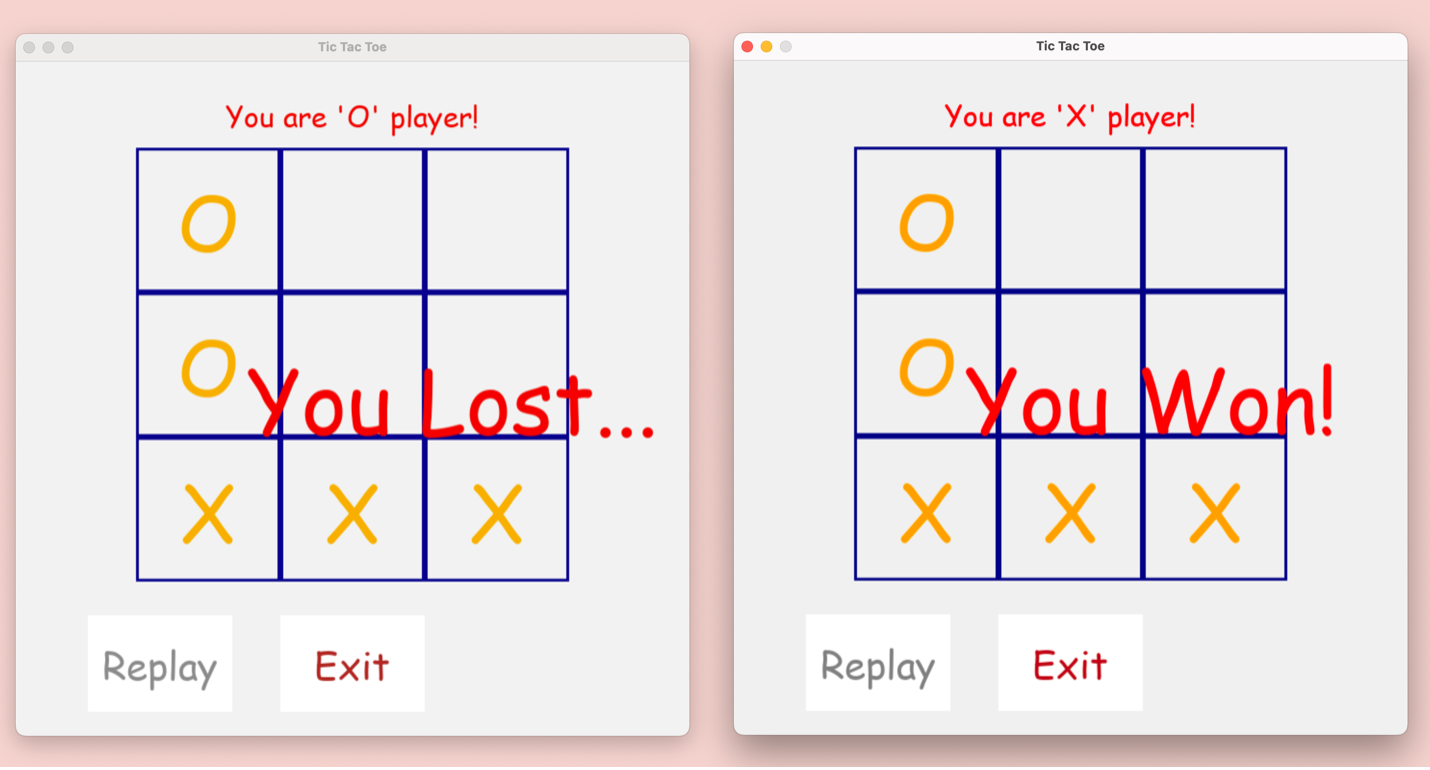 Tic Tac Toe
You are 'O' player!
O
O
You Lost...
X X X
Replay Exit
Tic Tac Toe
You are 'X' player!
O
O
You Won!
X X X
Replay Exit